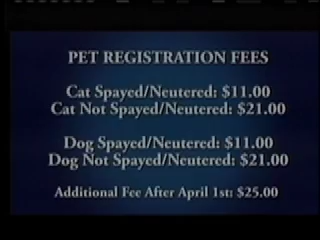 PET REGISTRATION FEES
Cat Spayed/Neutered: $11.00
Cat Not Spayed/Neutered: $21.00
Dog Spayed/Neutered: $11.00
Dog Not Spayed/Neutered: $21.00
Additional Fee After April 1st: $25.00